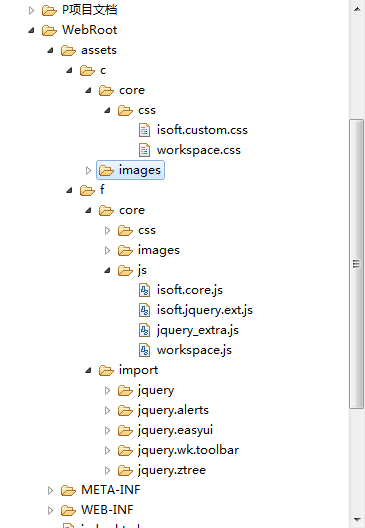 P项目文档
WebRoot
assets
c
core
css
isoft.custom.css
workspace.css
images
f
core
css
images
js
isoft.core.js
isoft.jquery.ext.js
jquery_extra.js
workspace.js
import
jquery
jquery.alerts
jquery.easyui
jquery.wk.toolbar
jquery.ztree
META-INF
WEB-INF